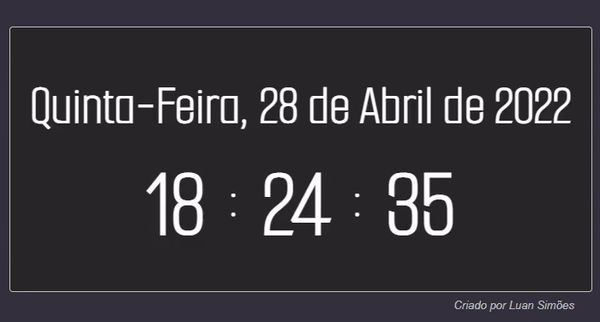 Quinta-Feira, 28 de Abril de 2022
18 : 24 : 35
Criado por Luan Simões